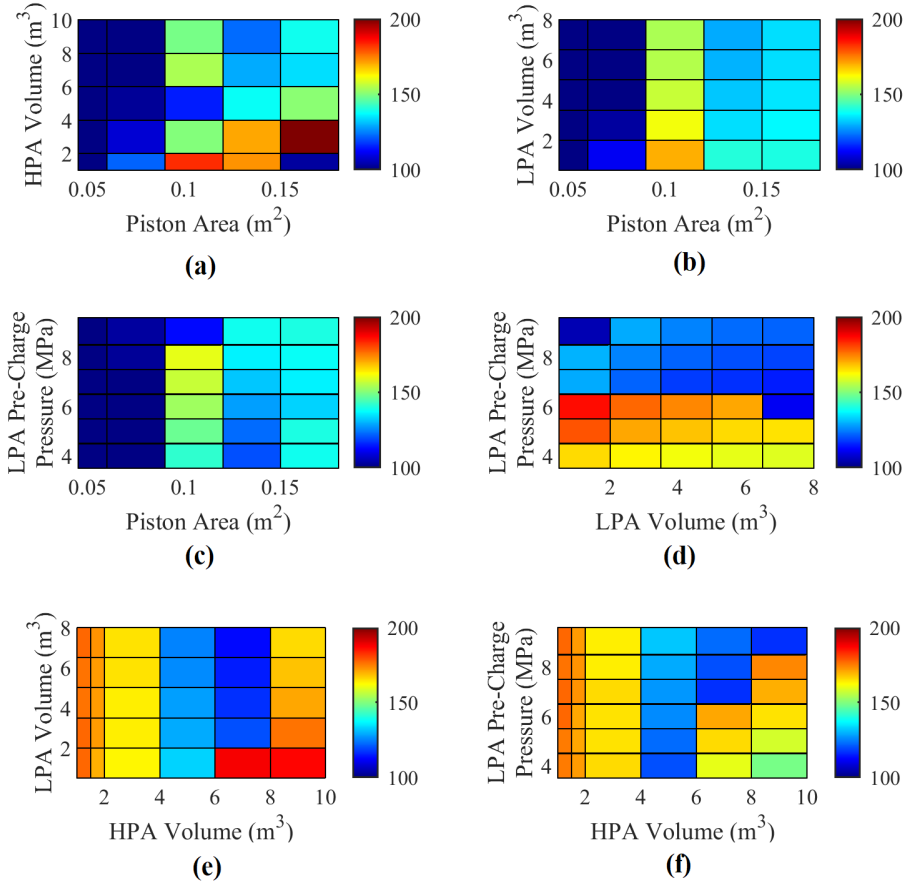 HPA Volume (m3)
10
8
6
4
2
0.05 0.1 0.15
Piston Area (m2)
200
150
100
(a)
LPA Volume (m3)
8
6
4
2
0.05 0.1 0.15
Piston Area (m2)
200
150
100
(b)
LPA Pre-Charge
Pressure (MPa)
8
6
4
0.05 0.1 0.15
Piston Area (m2)
200
150
100
(c)
LPA Pre-Charge
Pressure (MPa)
8
6
4
2 4 6 8
LPA Volume (m3)
200
150
100
(d)
LPA Volume (m3)
8
6
4
2
2 4 6 8 10
HPA Volume (m3)
200
150
100
(e)
LPA Pre-Charge
Pressure (MPa)
8
6
4
2 4 6 8 10
HPA Volume (m3)
200
150
100
(f)